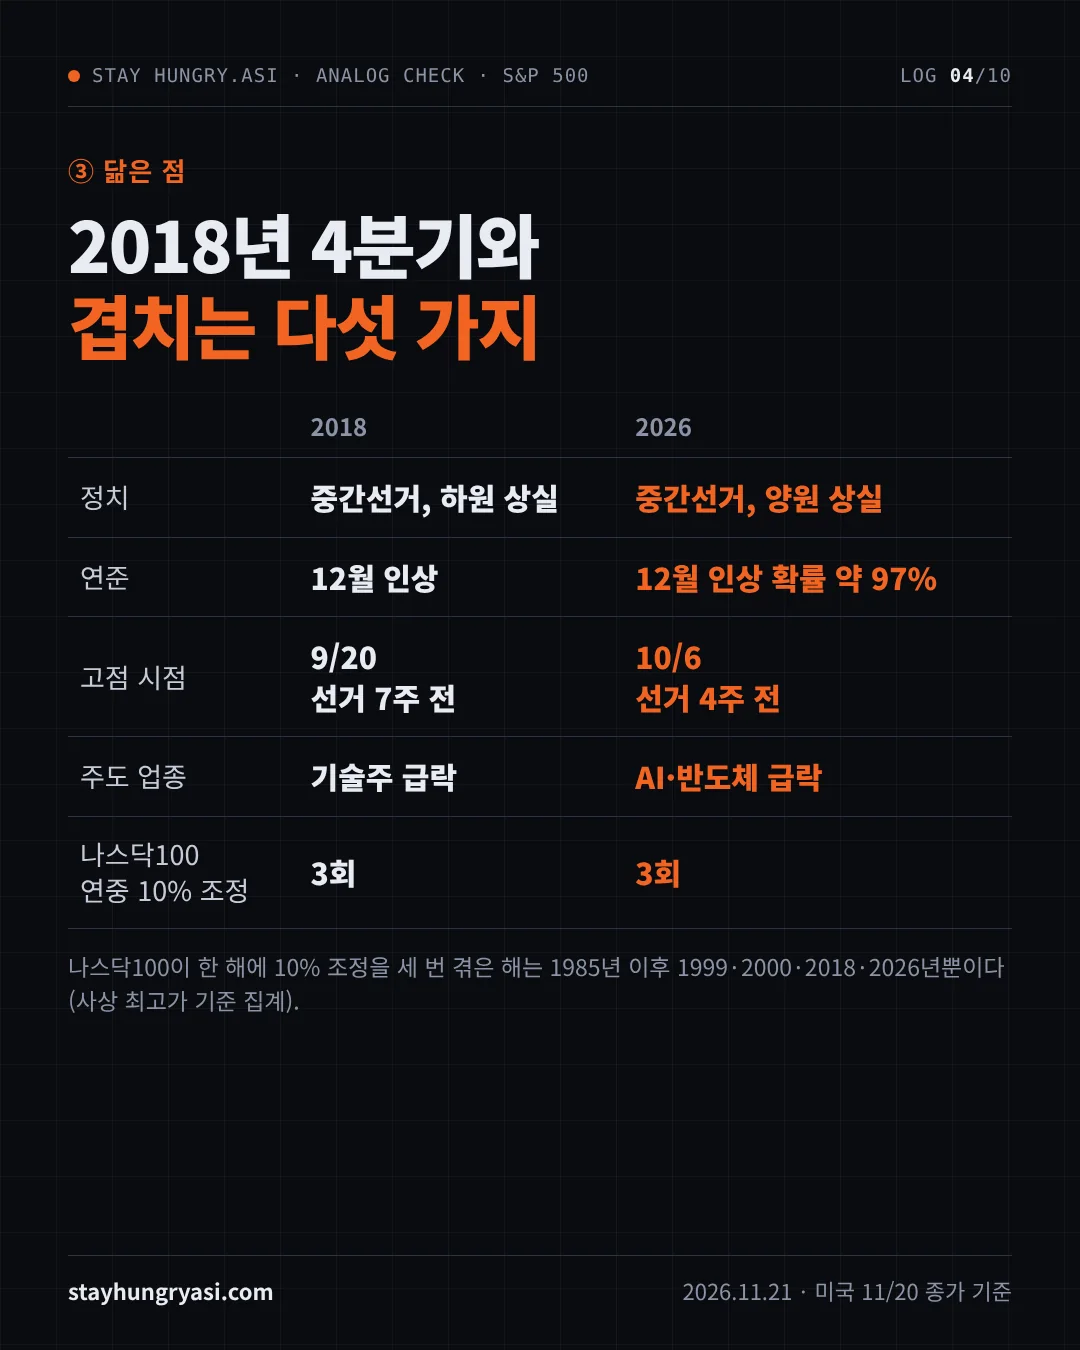 STAY HUNGRY.ASI · ANALOG CHECK · S&P 500
LOG 04/10
③ 닮은 점
2018년 4분기와
겹치는 다섯 가지
2018 2026
정치 중간선거, 하원 상실 중간선거, 양원 상실
연준 12월 인상 12월 인상 확률 약 97%
고점 시점
9/20
선거 7주 전
10/6
선거 4주 전
주도 업종 기술주 급락 AI·반도체 급락
나스닥100
연중 10% 조정
3회 3회
나스닥100이 한 해에 10% 조정을 세 번 겪은 해는 1985년 이후 1999·2000·2018·2026년뿐이다
(사상 최고가 기준 집계).
stayhungryasi.com
2026.11.21 · 미국 11/20 종가 기준